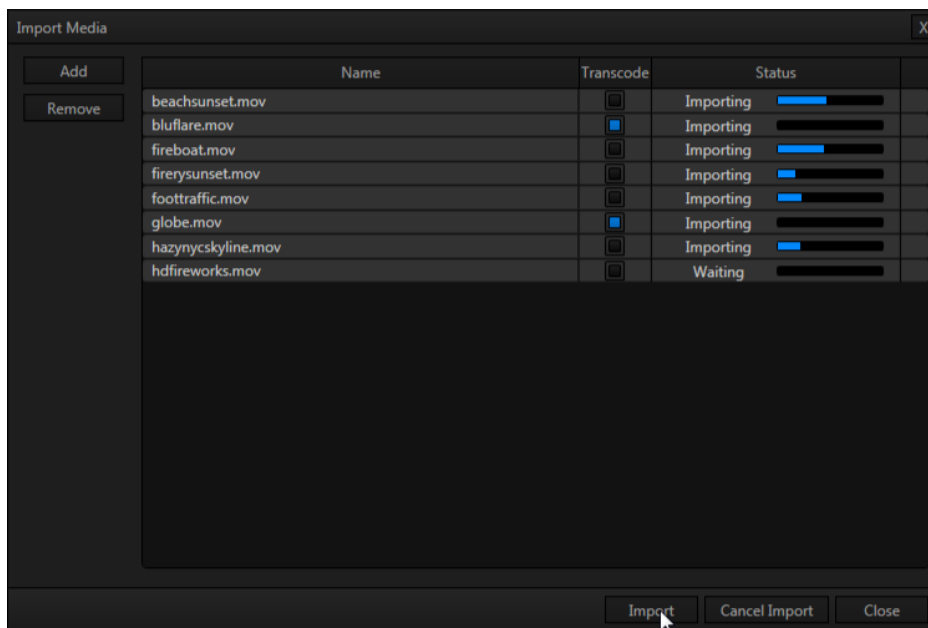 Import Media X
Add
Remove
Name Transcode Status
beachsunset.mov Importing
bluflare.mov Importing
fireboat.mov Importing
firerysunset.mov Importing
foottraffic.mov Importing
globe.mov Importing
hazynycskyline.mov Importing
hdfireworks.mov Waiting
Import Cancel Import Close